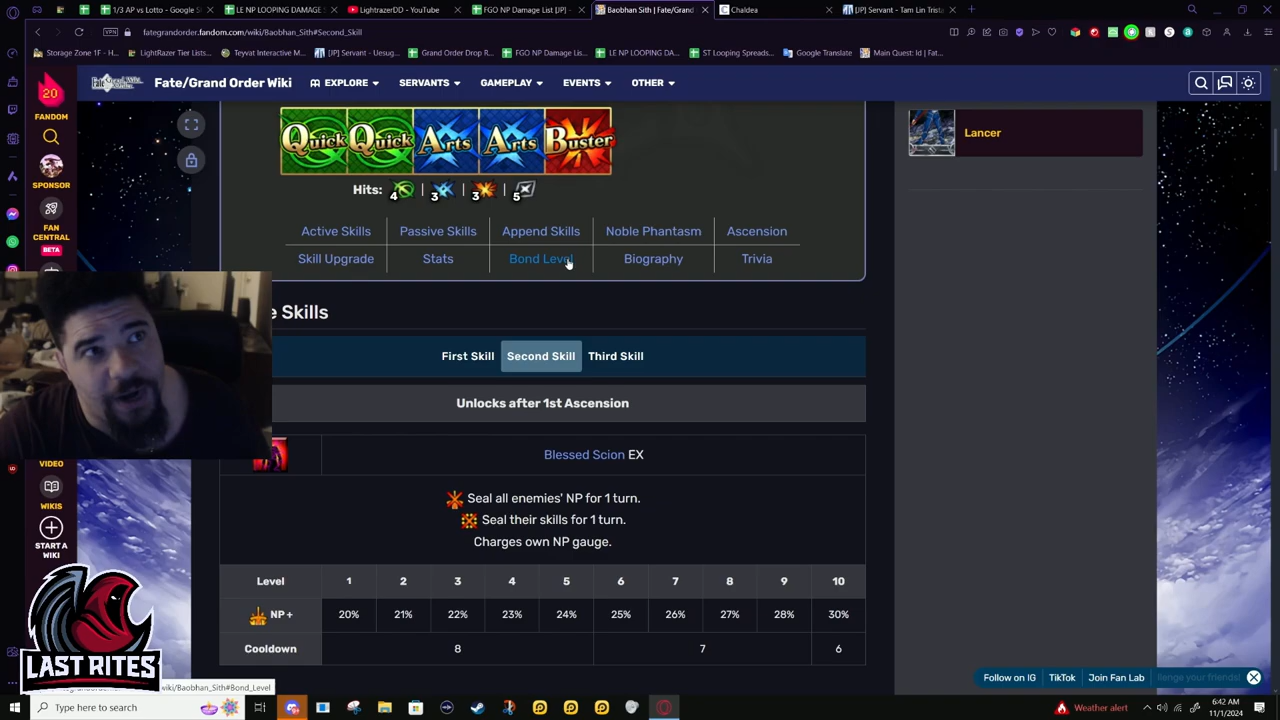 1/3 AP vs Lotto - Google S
LE NP LOOPING DAMAGE
LightrazerDD - YouTube
FGO NP Damage List [JP] -
Baobhan Sith | Fate/Grand
Chaldea
[JP] Servant - Tam Lin Trista
VPN
fategrandorder.fandom.com/wiki/Baobhan_Sith#Second_Skill
Storage Zone 1F - H...
LightRazer Tier Lists...
Teyvat Interactive M...
[JP] Servant - Uesug...
Grand Order Drop R...
FGO NP Damage Lis...
LE NP LOOPING DA...
ST Looping Spreads...
Google Translate
Main Quest: Id | Fat...
20
FANDOM
Fate/Grand Order Wiki
EXPLORE
SERVANTS
GAMEPLAY
EVENTS
OTHER
SPONSOR
FAN CENTRAL
BETA
VIDEO
WIKIS
START A WIKI
Quick Quick Arts Arts Buster
Hits: 4 | 3 | 3 | 5
Active Skills
Passive Skills
Append Skills
Noble Phantasm
Ascension
Skill Upgrade
Stats
Bond Level
Biography
Trivia
Lancer
e Skills
First Skill
Second Skill
Third Skill
Unlocks after 1st Ascension
Blessed Scion EX
Seal all enemies' NP for 1 turn.
Seal their skills for 1 turn.
Charges own NP gauge.
Level 1 2 3 4 5 6 7 8 9 10
NP + 20% 21% 22% 23% 24% 25% 26% 27% 28% 30%
Cooldown 8 7 6
LAST RITES
wiki/Baobhan_Sith#Bond_Level
Follow on IG
TikTok
Join Fan Lab
llenge your friends!
Type here to search
Weather alert
6:42 AM
11/1/2024